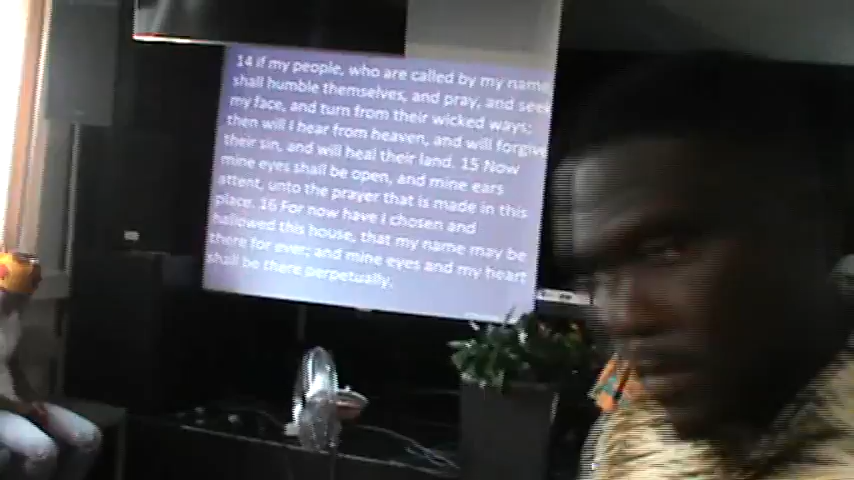 14 if my people, who are called by my name,
shall humble themselves, and pray, and seek
my face, and turn from their wicked ways;
then will I hear from heaven, and will forgive
their sin, and will heal their land. 15 Now
mine eyes shall be open, and mine ears
attent, unto the prayer that is made in this
place. 16 For now have I chosen and
hallowed this house, that my name may be
there for ever; and mine eyes and my heart
shall be there perpetually.